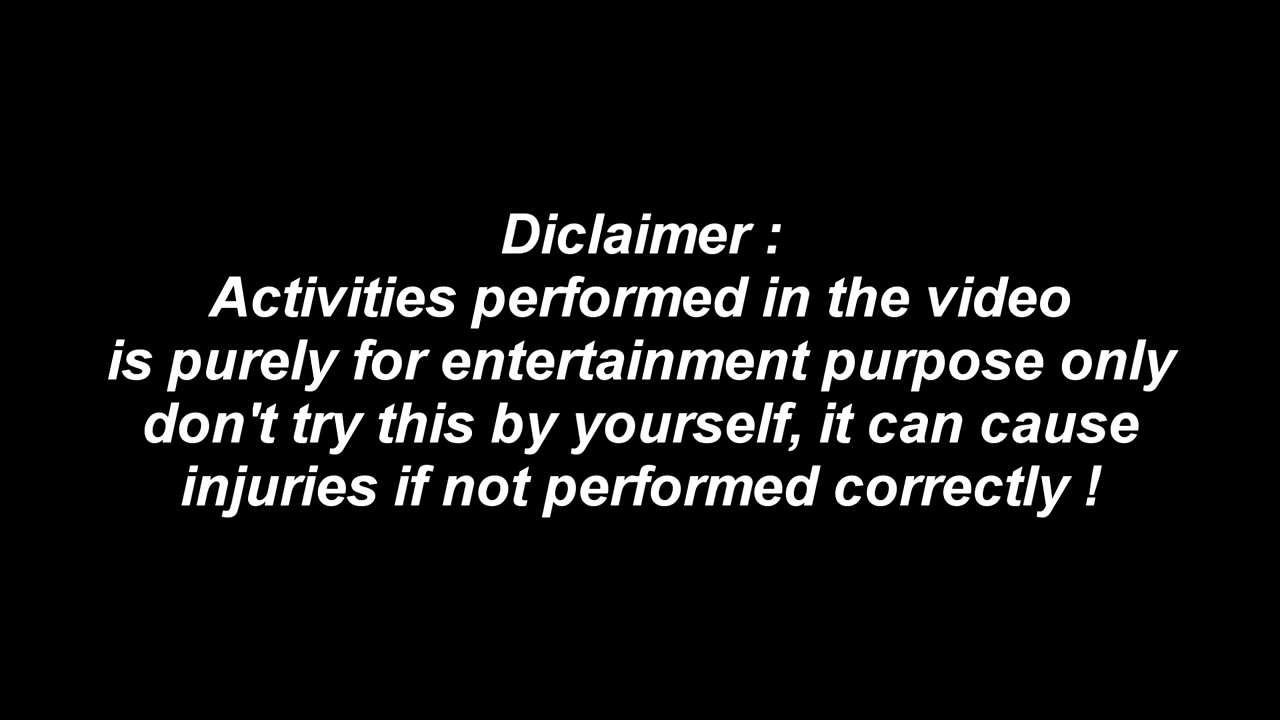 Diclaimer :
Activities performed in the video
is purely for entertainment purpose only
don't try this by yourself, it can cause
injuries if not performed correctly !